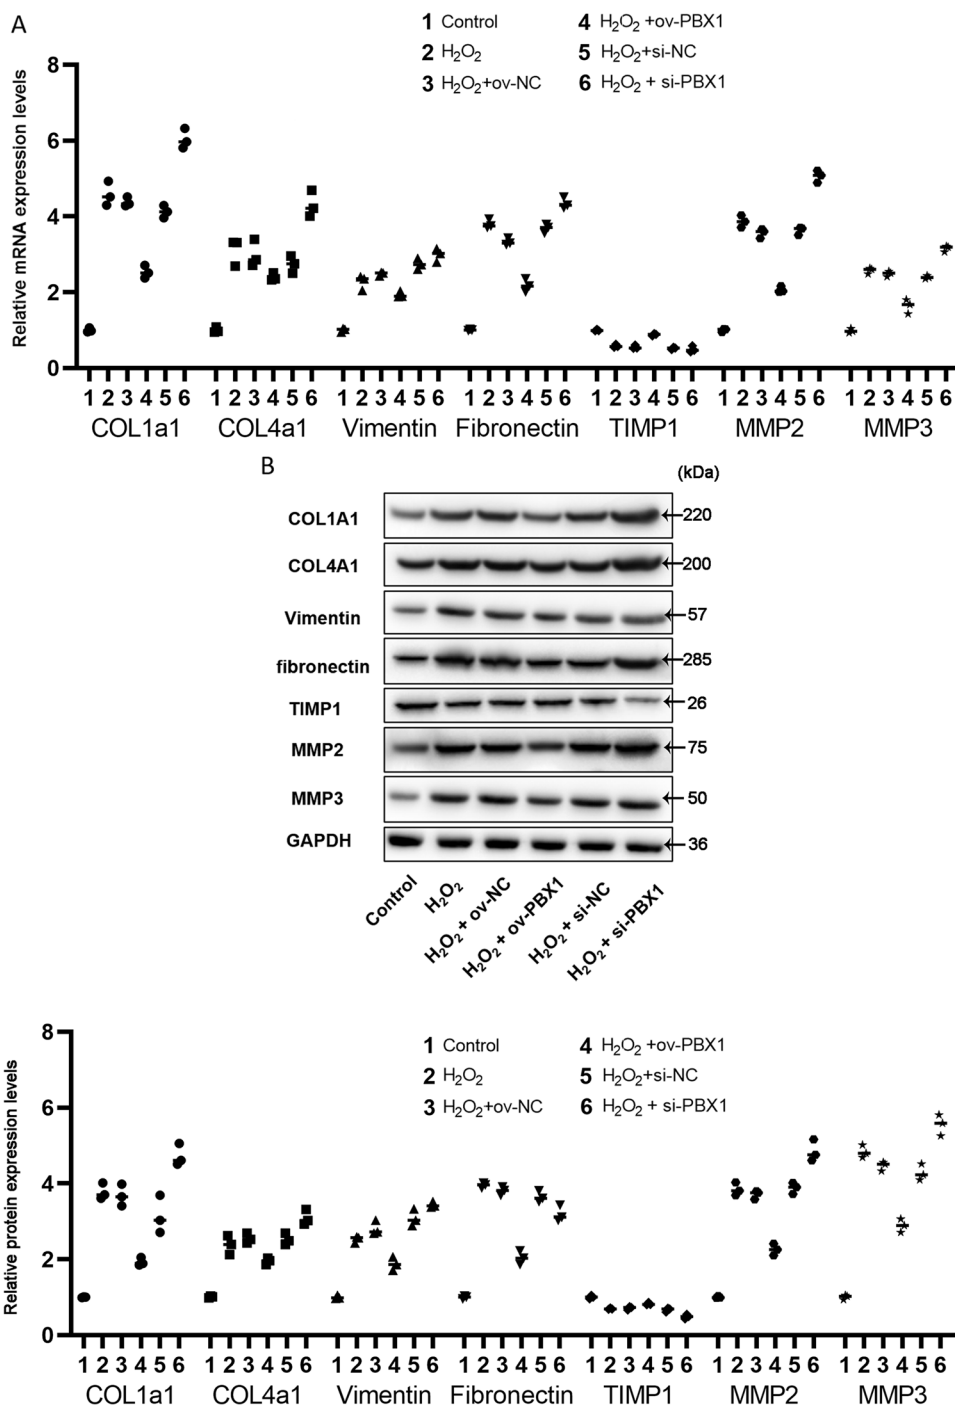 A
1 Control
2 H₂O₂
3 H₂O₂+ov-NC
4 H₂O₂ +ov-PBX1
5 H₂O₂+si-NC
6 H₂O₂ + si-PBX1
Relative mRNA expression levels
8
6
4
2
0
1 2 3 4 5 6 1 2 3 4 5 6 1 2 3 4 5 6 1 2 3 4 5 6 1 2 3 4 5 6 1 2 3 4 5 6 1 2 3 4 5 6
COL1a1 COL4a1 Vimentin Fibronectin TIMP1 MMP2 MMP3
B
(kDa)
COL1A1 220
COL4A1 200
Vimentin 57
fibronectin 285
TIMP1 26
MMP2 75
MMP3 50
GAPDH 36
Control
H₂O₂
H₂O₂ + ov-NC
H₂O₂ + ov-PBX1
H₂O₂ + si-NC
H₂O₂ + si-PBX1
1 Control
2 H₂O₂
3 H₂O₂+ov-NC
4 H₂O₂ +ov-PBX1
5 H₂O₂+si-NC
6 H₂O₂ + si-PBX1
Relative protein expression levels
8
6
4
2
0
1 2 3 4 5 6 1 2 3 4 5 6 1 2 3 4 5 6 1 2 3 4 5 6 1 2 3 4 5 6 1 2 3 4 5 6 1 2 3 4 5 6
COL1a1 COL4a1 Vimentin Fibronectin TIMP1 MMP2 MMP3